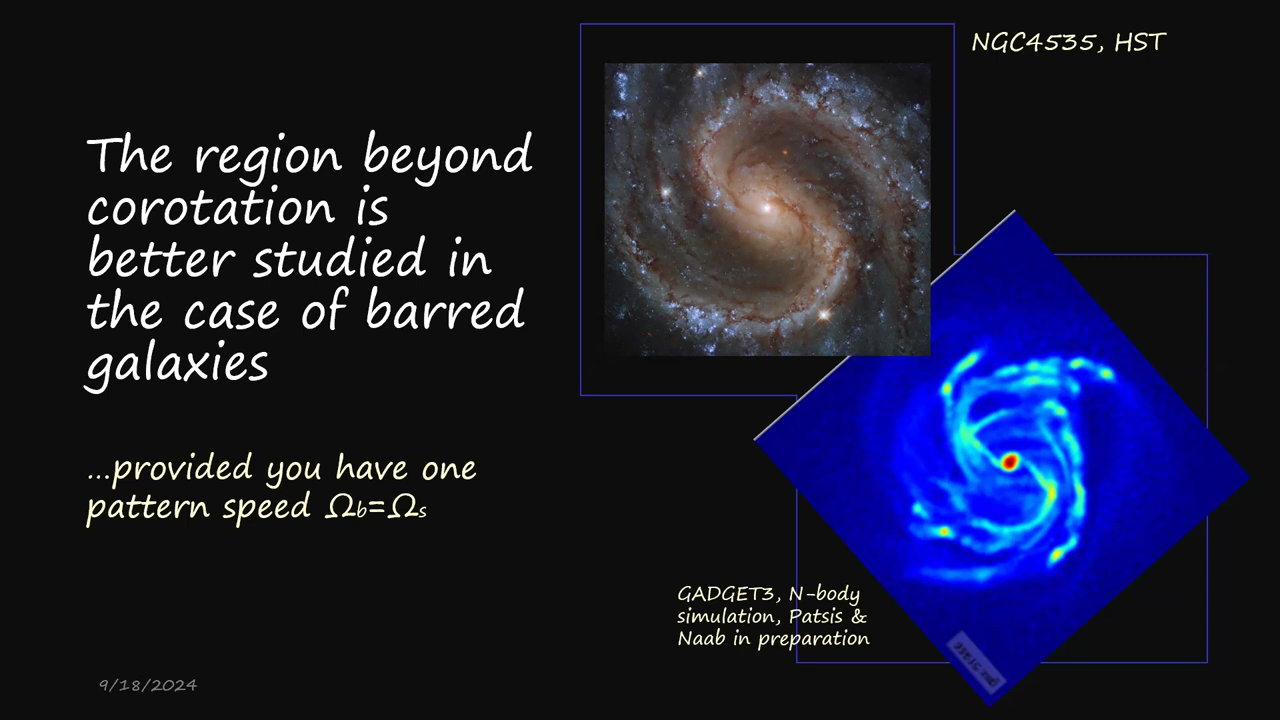 The region beyond
corotation is
better studied in
the case of barred
galaxies
…provided you have one
pattern speed Ωb=Ωs
NGC4535, HST
GADGET3, N-body
simulation, Patsis &
Naab in preparation
9/18/2024